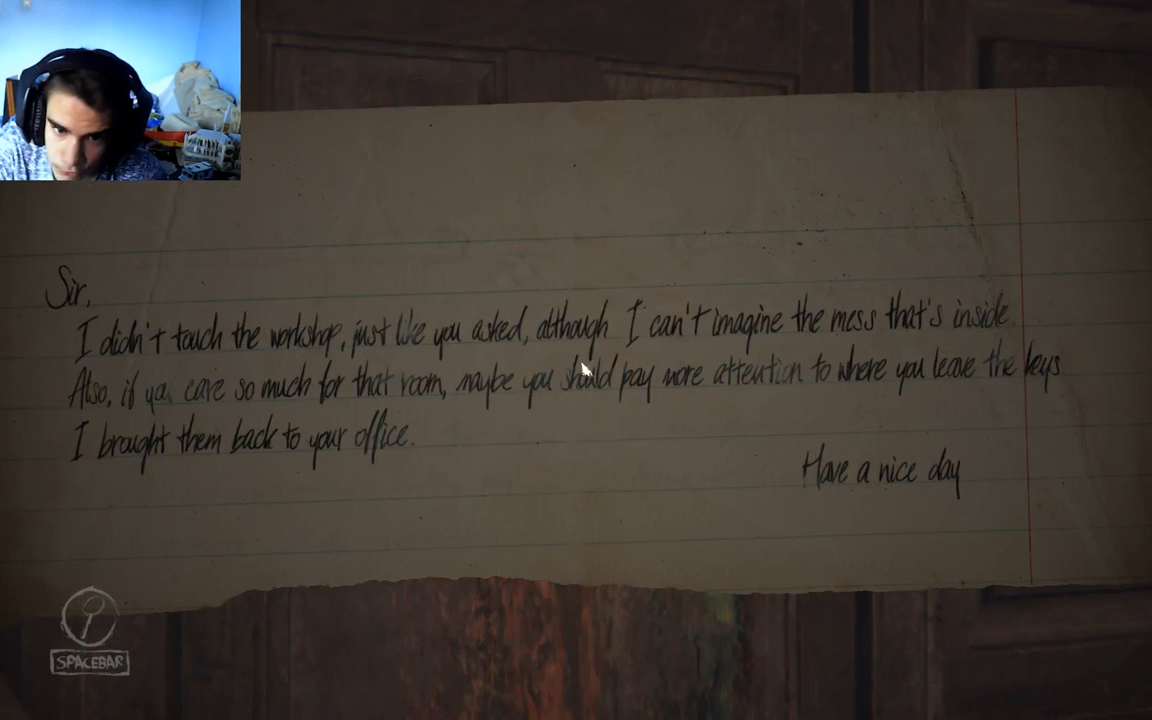 Sir,
I didn't touch the workshop, just like you asked, although I can't imagine the mess that's inside.
Also, if you care so much for that room, maybe you should pay more attention to where you leave the keys
I brought them back to your office.
Have a nice day
SPACEBAR